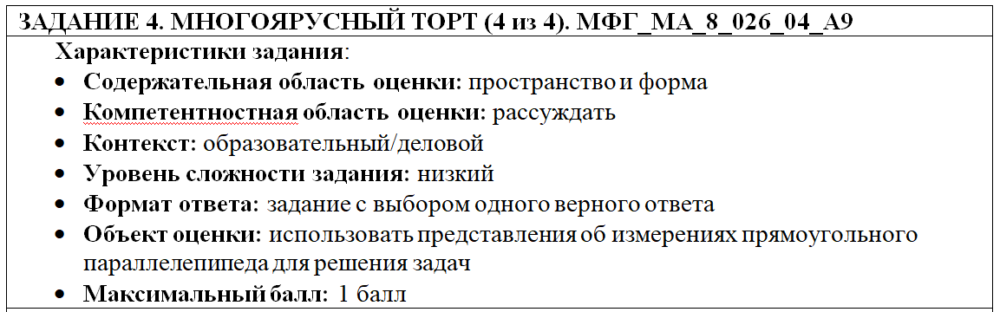 ЗАДАНИЕ 4. МНОГОЯРУСНЫЙ ТОРТ (4 из 4). МФГ_МА_8_026_04_А9
Характеристики задания:
• Содержательная область оценки: пространство и форма
• Компетентностная область оценки: рассуждать
• Контекст: образовательный/деловой
• Уровень сложности задания: низкий
• Формат ответа: задание с выбором одного верного ответа
• Объект оценки: использовать представления об измерениях прямоугольного
параллелепипеда для решения задач
• Максимальный балл: 1 балл